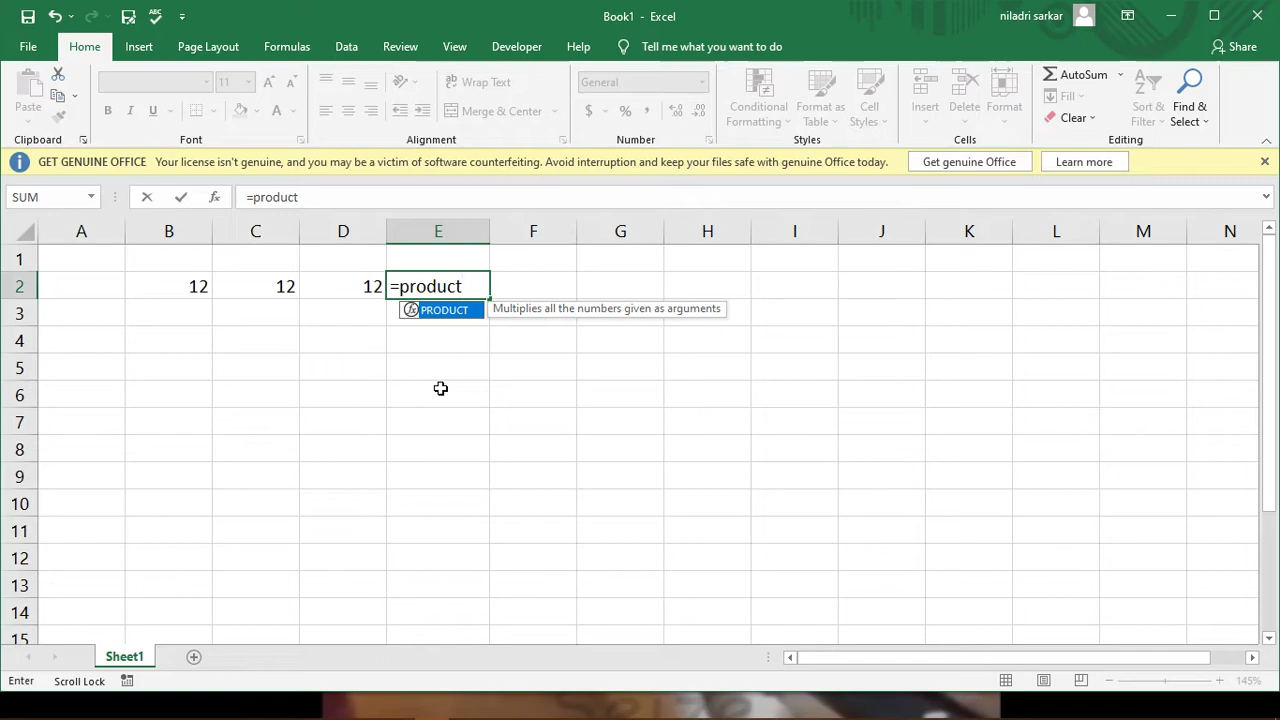 Book1 - Excel
niladri sarkar
File Home Insert Page Layout Formulas Data Review View Developer Help Tell me what you want to do Share
Paste
Clipboard
11
B I U A
Font
Wrap Text
Merge & Center
Alignment
General
$ % ,
Number
Conditional Formatting
Format as Table
Cell Styles
Styles
Insert
Delete
Format
Cells
AutoSum
Fill
Clear
Sort & Filter
Find & Select
Editing
GET GENUINE OFFICE Your license isn't genuine, and you may be a victim of software counterfeiting. Avoid interruption and keep your files safe with genuine Office today. Get genuine Office Learn more
SUM fx =product
A B C D E F G H I J K L M N
1
2 12 12 12 =product
3 PRODUCT Multiplies all the numbers given as arguments
4
5
6
7
8
9
10
11
12
13
14
15
Sheet1
Enter Scroll Lock 145%